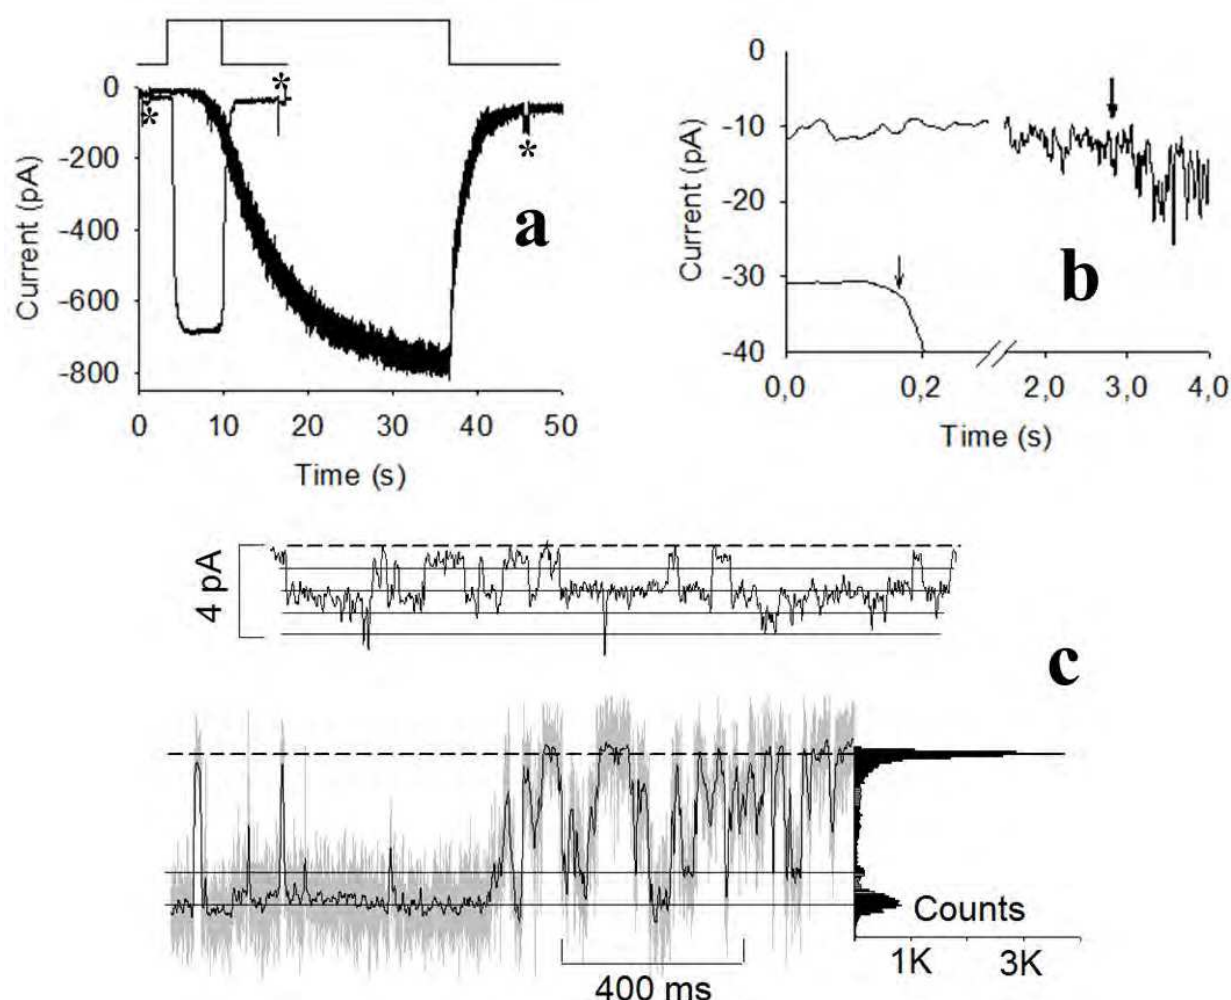 *
*
*
0
-200
-400
-600
-800
Current (pA)
0 10 20 30 40 50
Time (s)
a
0
-10
-20
-30
-40
Current (pA)
0,0 0,2 2,0 3,0 4,0
Time (s)
b
4 pA
c
Counts
1K 3K
400 ms